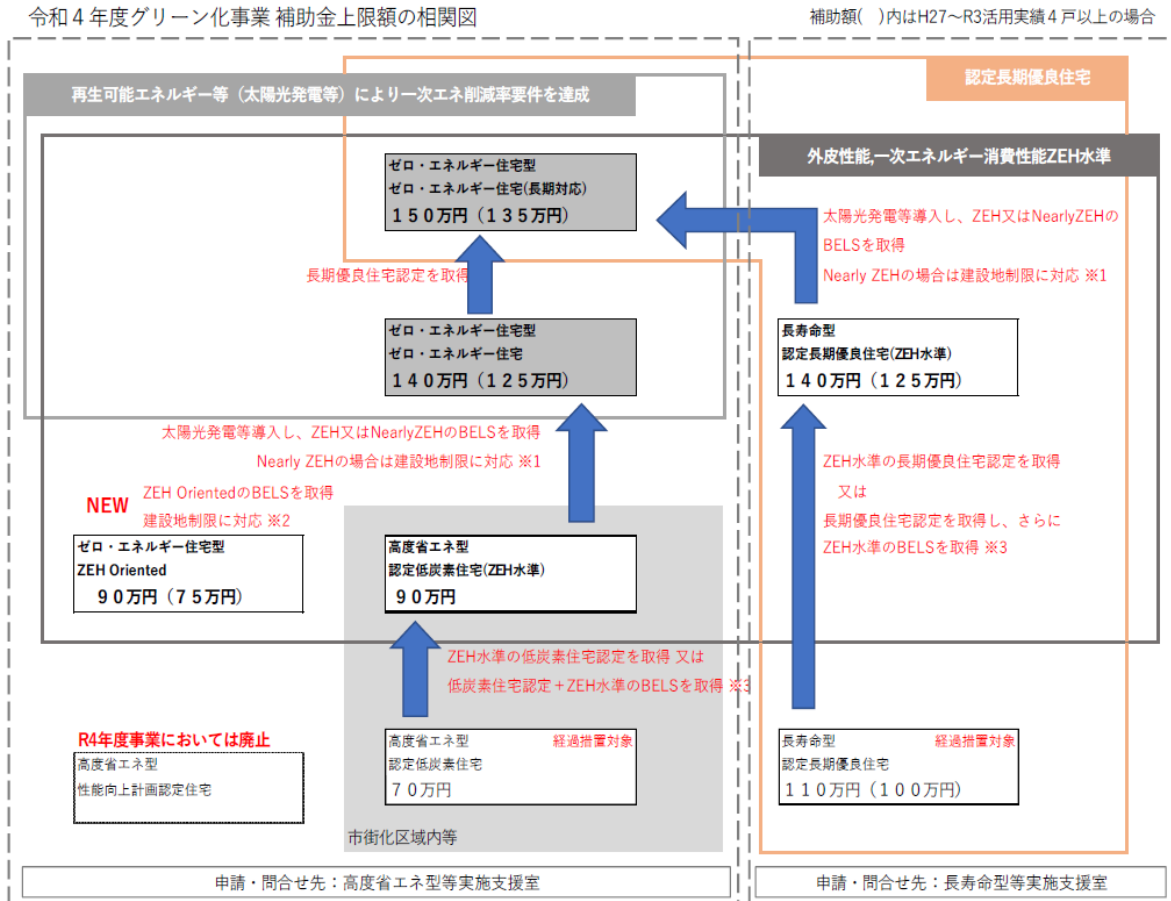 令和４年度グリーン化事業 補助金上限額の相関図
補助額(　)内はH27～R3活用実績４戸以上の場合
認定長期優良住宅
再生可能エネルギー等（太陽光発電等）により一次エネ削減率要件を達成
外皮性能,一次エネルギー消費性能ZEH水準
ゼロ・エネルギー住宅型
ゼロ・エネルギー住宅(長期対応)
１５０万円（１３５万円）
太陽光発電等導入し、ZEH又はNearlyZEHの
BELSを取得
Nearly ZEHの場合は建設地制限に対応 ※1
長期優良住宅認定を取得
ゼロ・エネルギー住宅型
ゼロ・エネルギー住宅
１４０万円（１２５万円）
長寿命型
認定長期優良住宅(ZEH水準)
１４０万円（１２５万円）
太陽光発電等導入し、ZEH又はNearlyZEHのBELSを取得
Nearly ZEHの場合は建設地制限に対応 ※1
ZEH水準の長期優良住宅認定を取得
又は
長期優良住宅認定を取得し、さらに
ZEH水準のBELSを取得 ※3
NEW
ZEH OrientedのBELSを取得
建設地制限に対応 ※2
ゼロ・エネルギー住宅型
ZEH Oriented
９０万円（７５万円）
高度省エネ型
認定低炭素住宅(ZEH水準)
９０万円
ZEH水準の低炭素住宅認定を取得 又は
低炭素住宅認定＋ZEH水準のBELSを取得 ※3
R4年度事業においては廃止
高度省エネ型
性能向上計画認定住宅
高度省エネ型 経過措置対象
認定低炭素住宅
７０万円
長寿命型 経過措置対象
認定長期優良住宅
１１０万円（１００万円）
市街化区域内等
申請・問合せ先：高度省エネ型等実施支援室
申請・問合せ先：長寿命型等実施支援室